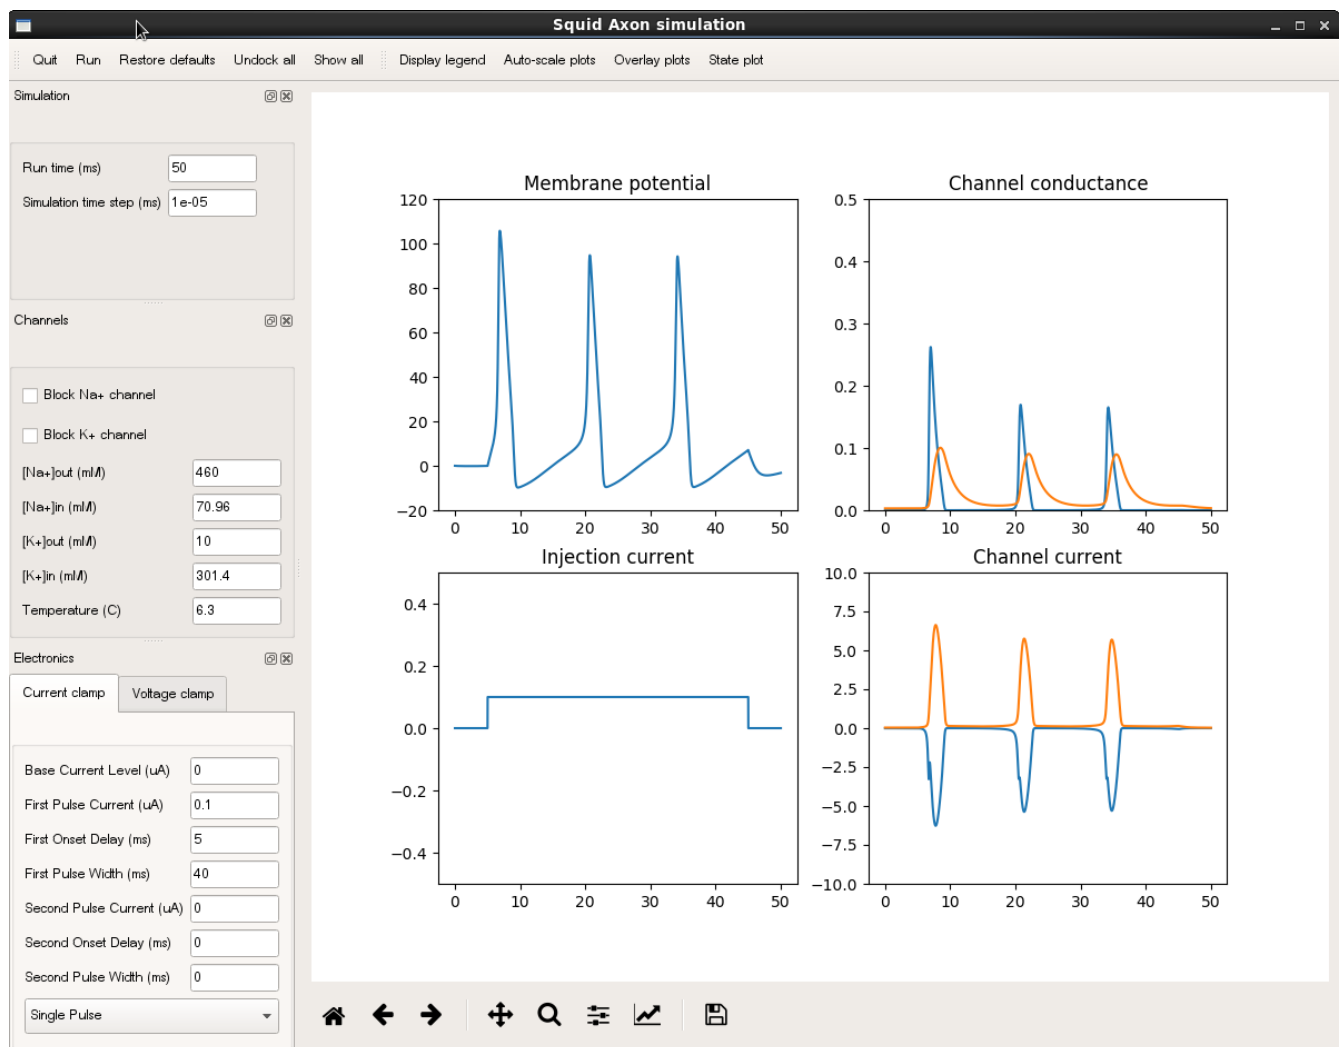 Squid Axon simulation
Quit Run Restore defaults Undock all Show all Display legend Auto-scale plots Overlay plots State plot
Simulation
Run time (ms) 50
Simulation time step (ms) 1e-05
Channels
Block Na+ channel
Block K+ channel
[Na+]out (mM) 460
[Na+]in (mM) 70.96
[K+]out (mM) 10
[K+]in (mM) 301.4
Temperature (C) 6.3
Electronics
Current clamp Voltage clamp
Base Current Level (uA) 0
First Pulse Current (uA) 0.1
First Onset Delay (ms) 5
First Pulse Width (ms) 40
Second Pulse Current (uA) 0
Second Onset Delay (ms) 0
Second Pulse Width (ms) 0
Single Pulse
Membrane potential
120
100
80
60
40
20
0
−20
0 10 20 30 40 50
Channel conductance
0.5
0.4
0.3
0.2
0.1
0.0
0 10 20 30 40 50
Injection current
0.4
0.2
0.0
−0.2
−0.4
0 10 20 30 40 50
Channel current
10.0
7.5
5.0
2.5
0.0
−2.5
−5.0
−7.5
−10.0
0 10 20 30 40 50